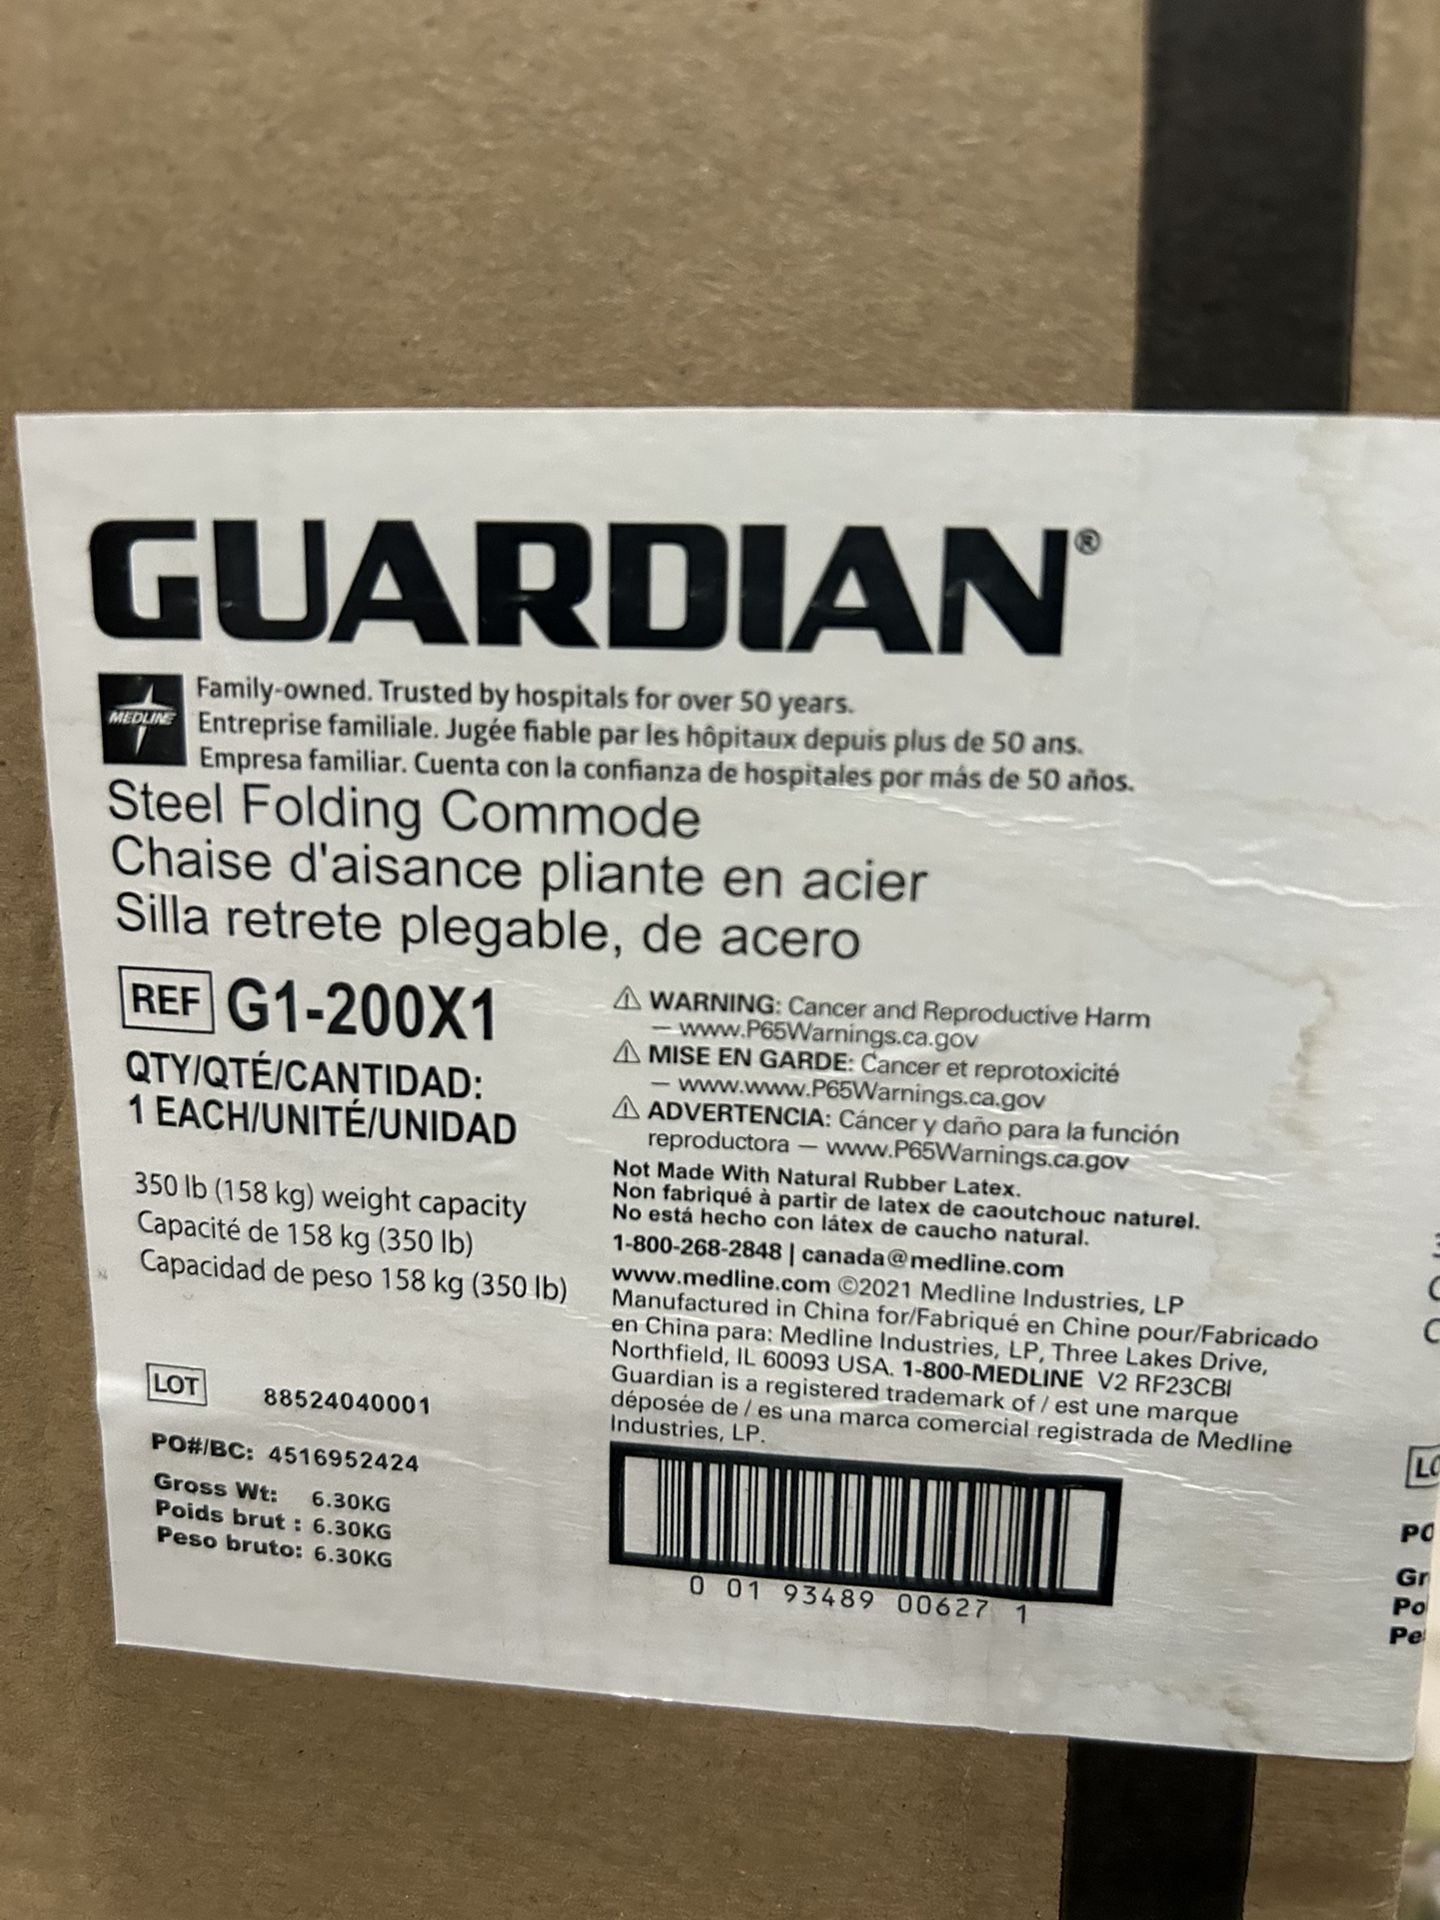 GUARDIAN®
MEDLINE
Family-owned. Trusted by hospitals for over 50 years.
Entreprise familiale. Jugée fiable par les hôpitaux depuis plus de 50 ans.
Empresa familiar. Cuenta con la confianza de hospitales por más de 50 años.
Steel Folding Commode
Chaise d'aisance pliante en acier
Silla retrete plegable, de acero
REF G1-200X1
QTY/QTÉ/CANTIDAD:
1 EACH/UNITÉ/UNIDAD
350 lb (158 kg) weight capacity
Capacité de 158 kg (350 lb)
Capacidad de peso 158 kg (350 lb)
LOT 88524040001
PO#/BC: 4516952424
Gross Wt: 6.30KG
Poids brut : 6.30KG
Peso bruto: 6.30KG
⚠ WARNING: Cancer and Reproductive Harm
— www.P65Warnings.ca.gov
⚠ MISE EN GARDE: Cancer et reprotoxicité
— www.www.P65Warnings.ca.gov
⚠ ADVERTENCIA: Cáncer y daño para la función
reproductora — www.P65Warnings.ca.gov
Not Made With Natural Rubber Latex.
Non fabriqué à partir de latex de caoutchouc naturel.
No está hecho con látex de caucho natural.
1-800-268-2848 | canada@medline.com
www.medline.com ©2021 Medline Industries, LP
Manufactured in China for/Fabriqué en Chine pour/Fabricado
en China para: Medline Industries, LP, Three Lakes Drive,
Northfield, IL 60093 USA. 1-800-MEDLINE V2 RF23CBI
Guardian is a registered trademark of / est une marque
déposée de / es una marca comercial registrada de Medline
Industries, LP.
0 01 93489 00627 1